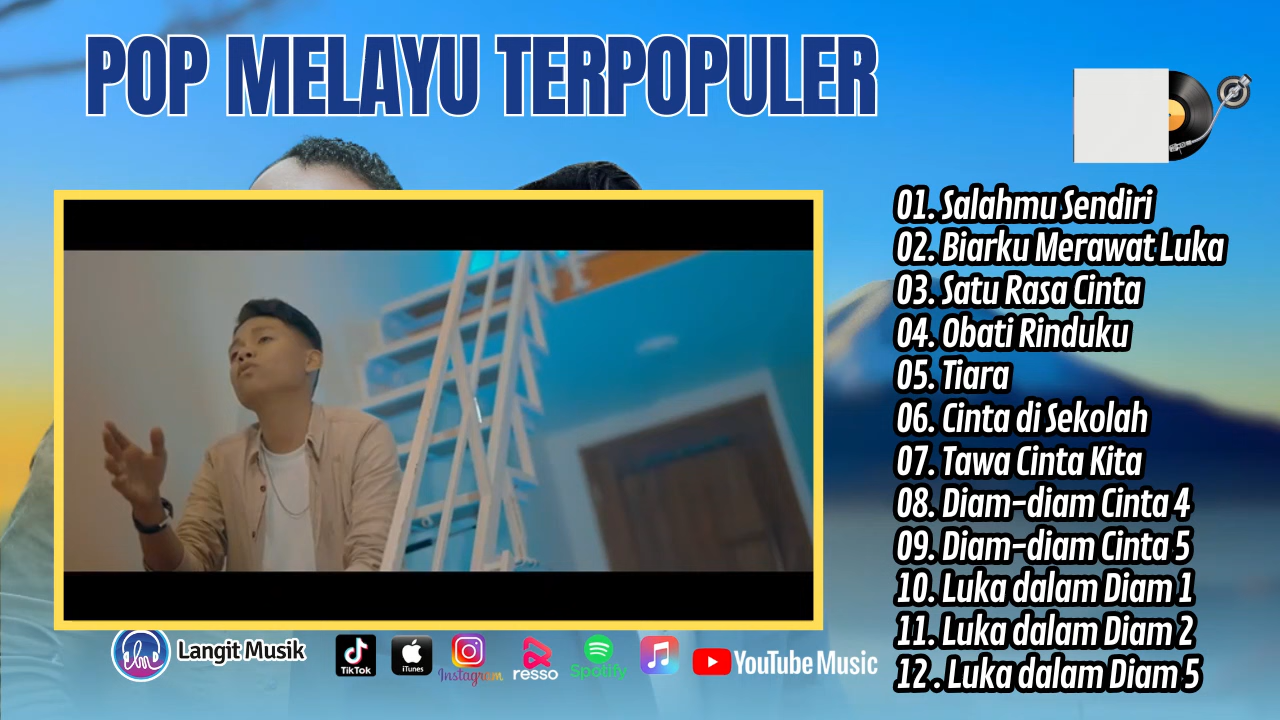 POP MELAYU TERPOPULER
01. Salahmu Sendiri
02. Biarku Merawat Luka
03. Satu Rasa Cinta
04. Obati Rinduku
05. Tiara
06. Cinta di Sekolah
07. Tawa Cinta Kita
08. Diam-diam Cinta 4
09. Diam-diam Cinta 5
10. Luka dalam Diam 1
11. Luka dalam Diam 2
12 . Luka dalam Diam 5
Langit Musik
TikTok
iTunes
Instagram
resso
Spotify
YouTube Music